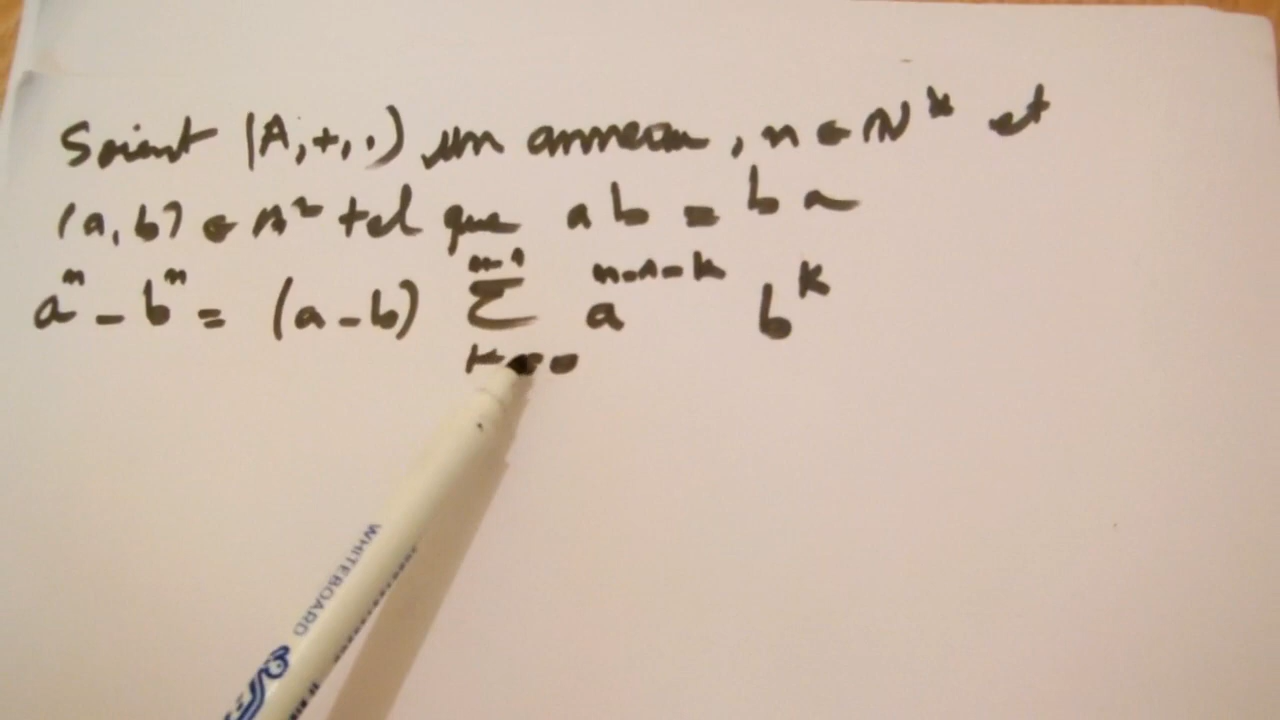 Soient (A,+,.) un anneau, n ∈ N* et
(a,b) ∈ A² tel que ab = ba
aⁿ - bⁿ = (a-b) Σ_{k=0}^{n-1} a^{n-1-k} b^k
WHITEBOARD